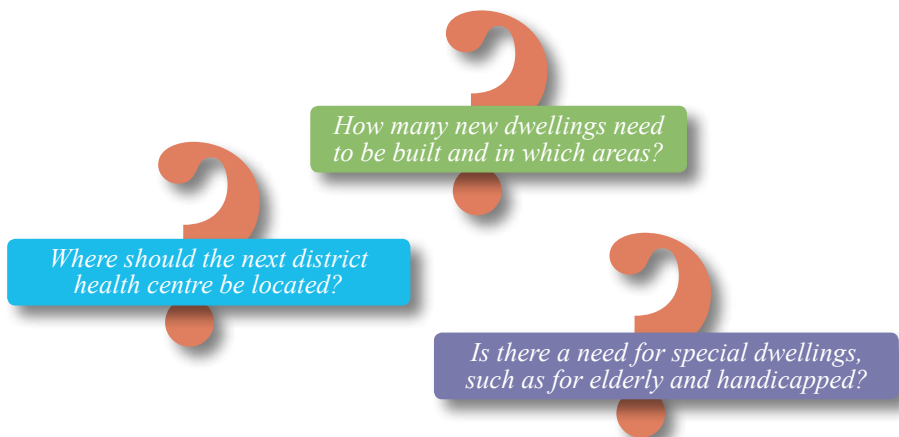 How many new dwellings need
to be built and in which areas?
Where should the next district
health centre be located?
Is there a need for special dwellings,
such as for elderly and handicapped?